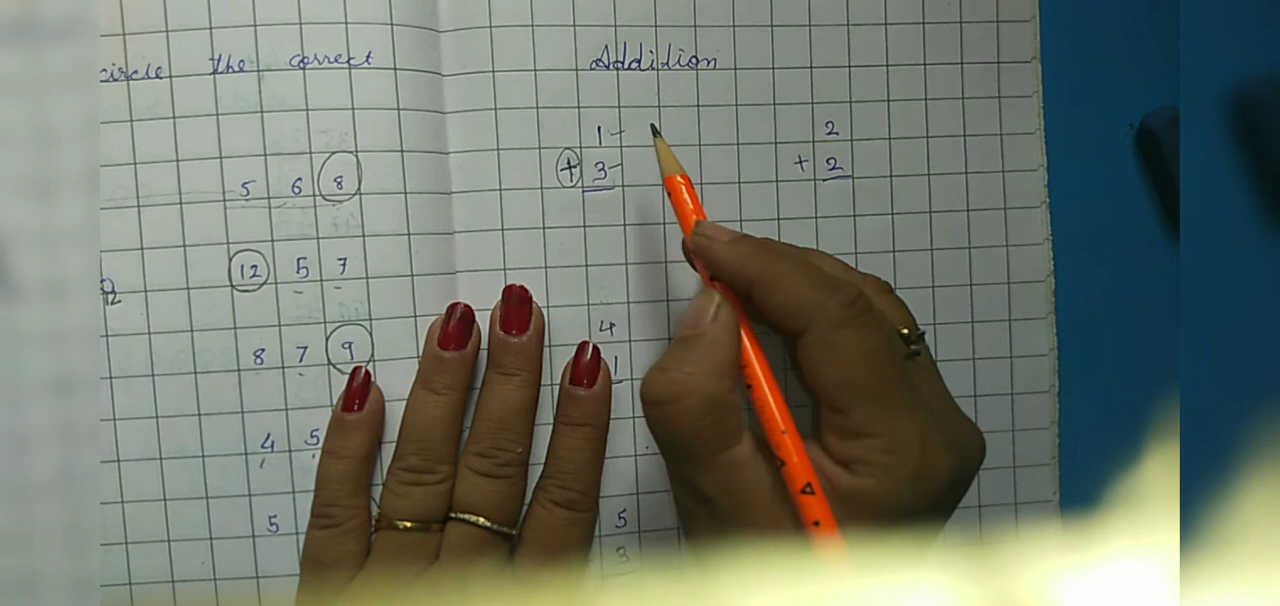 circle the correct
5 6 8
12 5 7
12
8 7 9
4 5
5
Addition
1-
+ 3-
2
+ 2
4
1
5
3